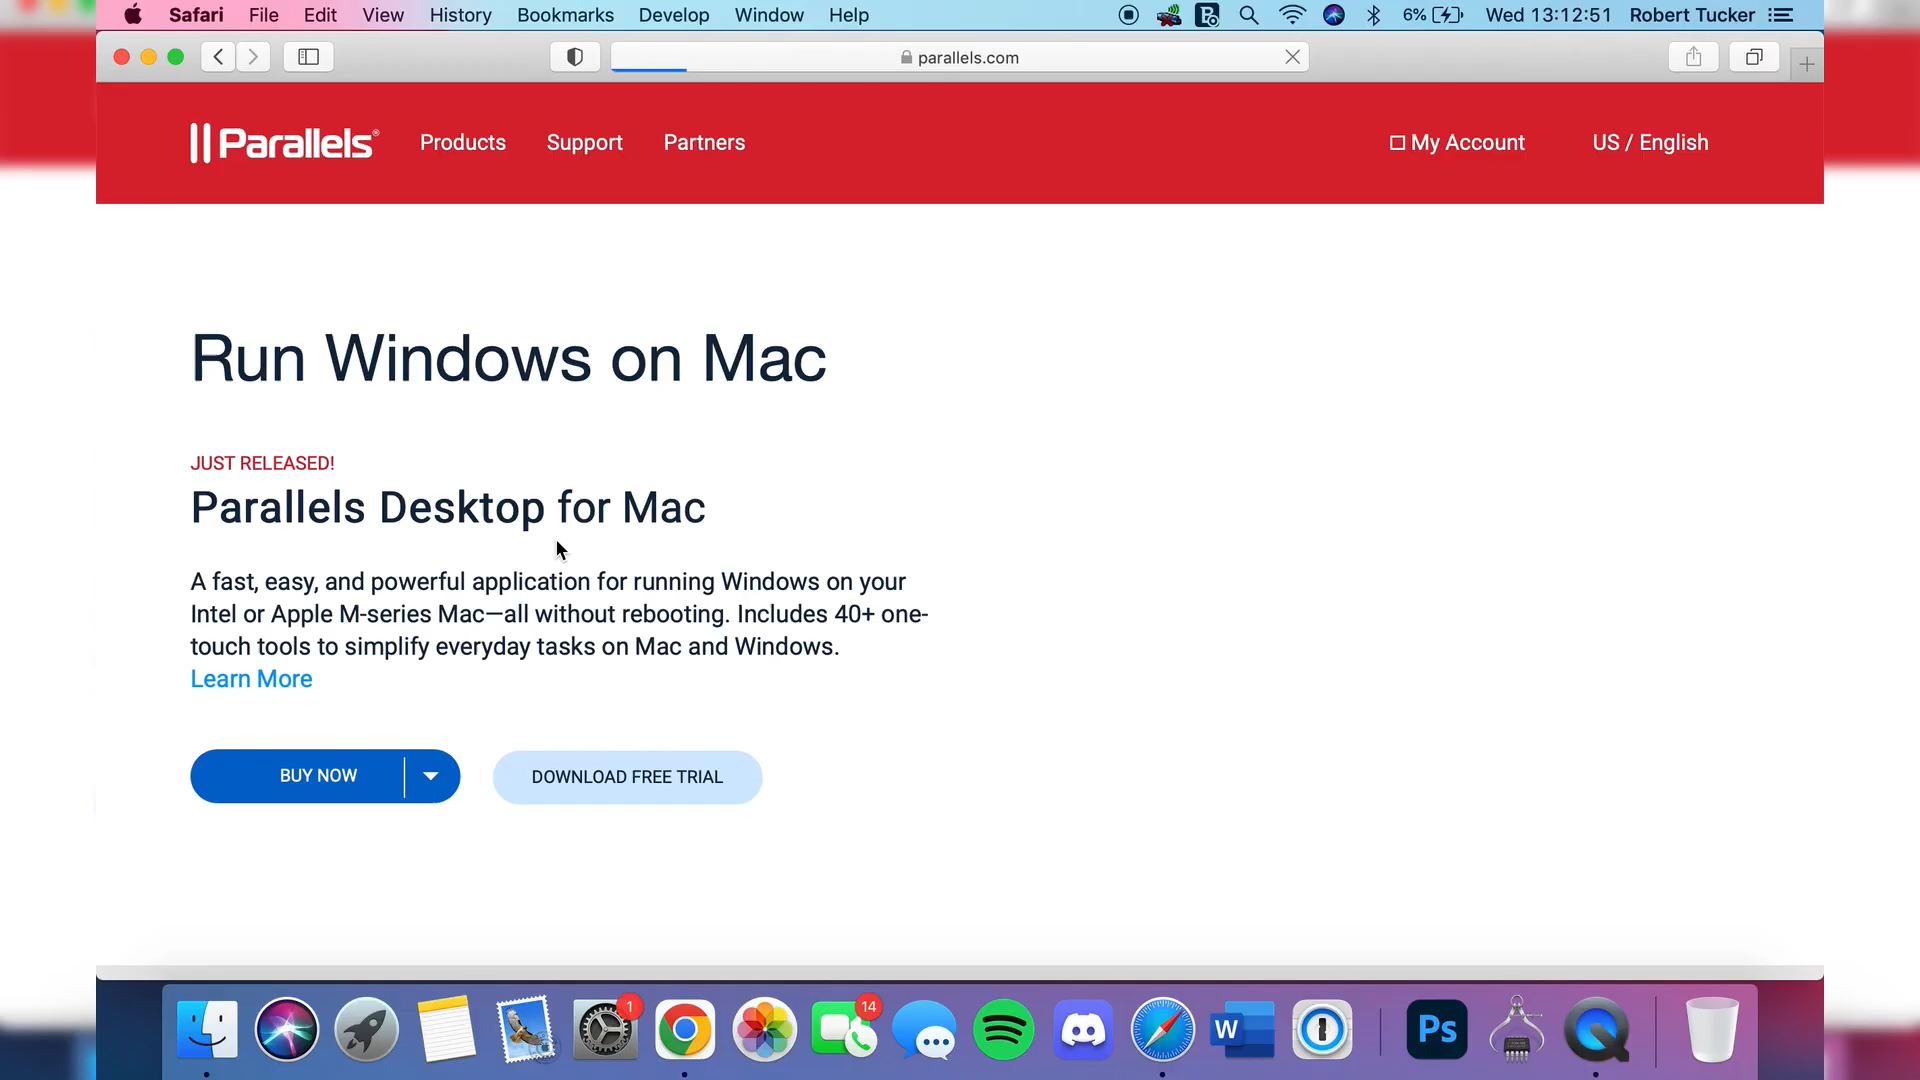 Safari File Edit View History Bookmarks Develop Window Help 6% Wed 13:12:51 Robert Tucker
parallels.com
Parallels® Products Support Partners My Account US / English
Run Windows on Mac
JUST RELEASED!
Parallels Desktop for Mac
A fast, easy, and powerful application for running Windows on your
Intel or Apple M-series Mac—all without rebooting. Includes 40+ one-
touch tools to simplify everyday tasks on Mac and Windows.
Learn More
BUY NOW DOWNLOAD FREE TRIAL
1 14 W Ps